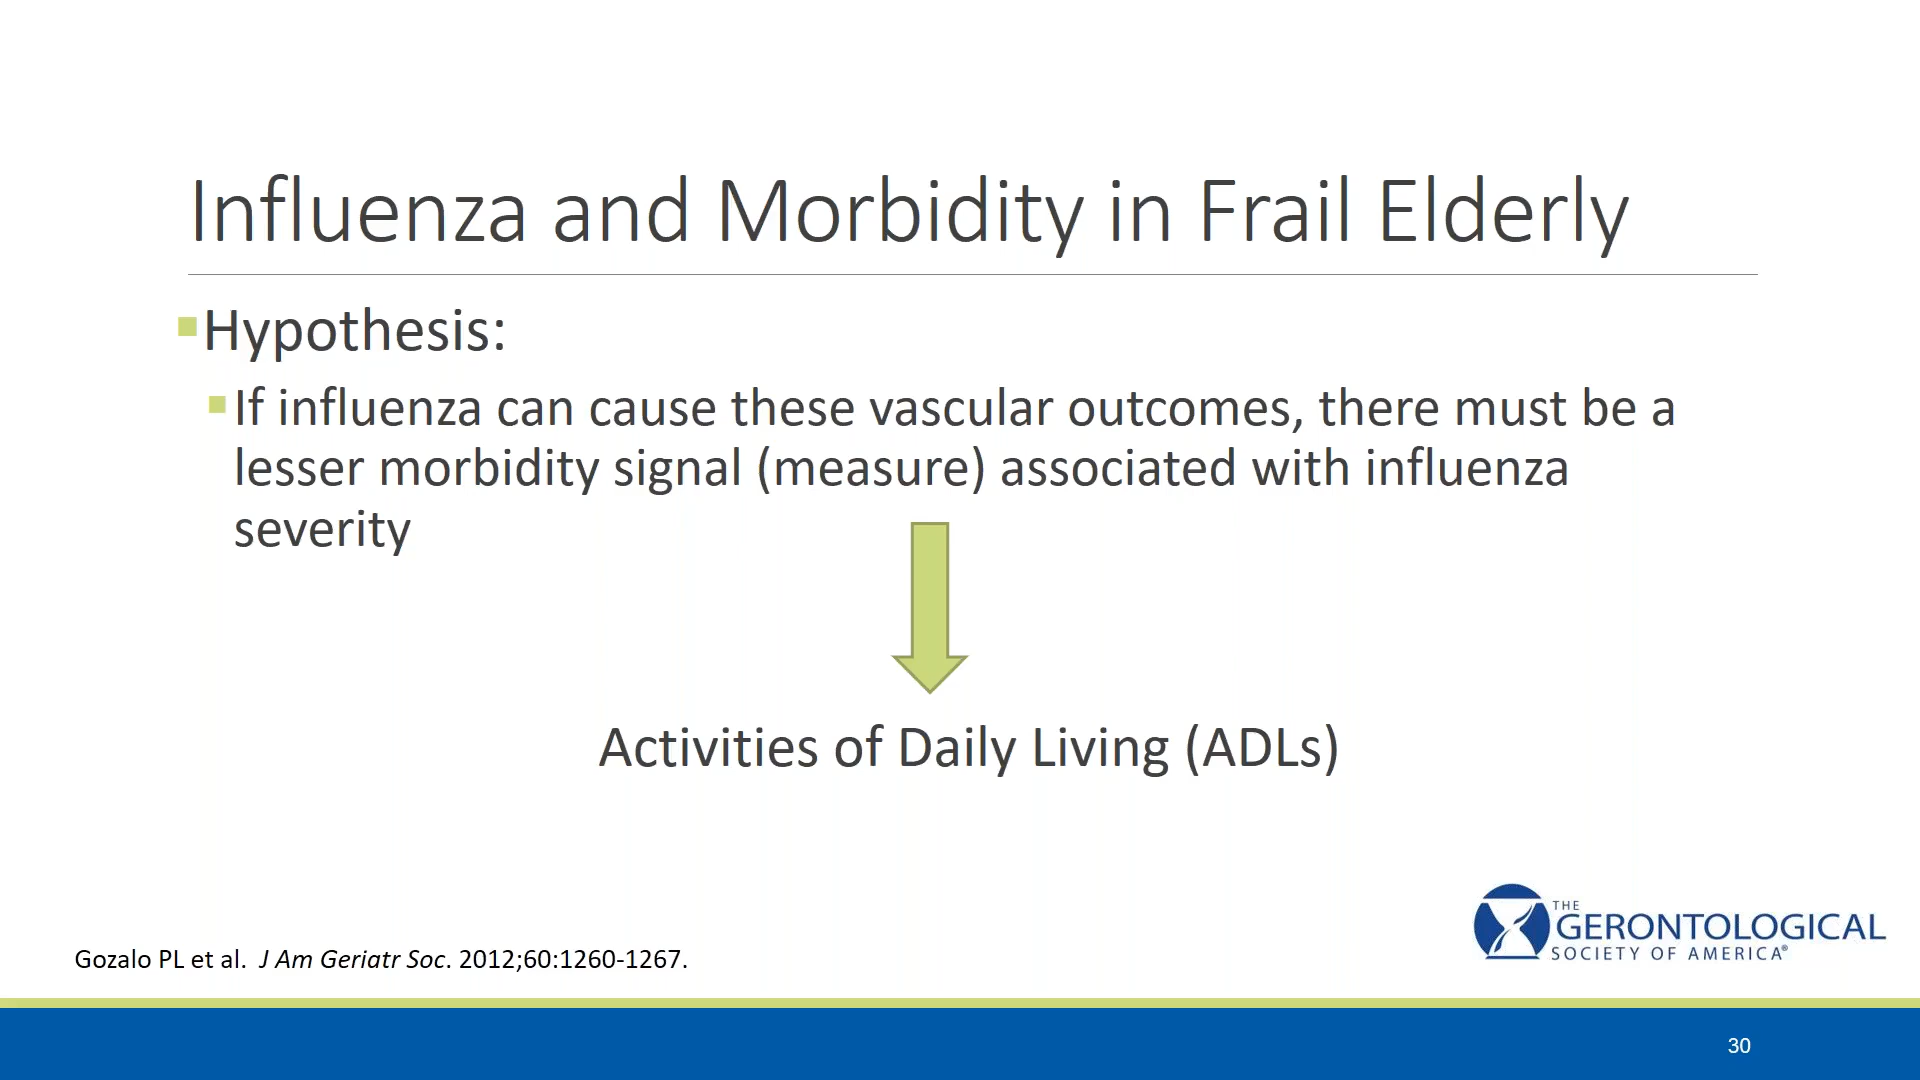 Influenza and Morbidity in Frail Elderly
Hypothesis:
If influenza can cause these vascular outcomes, there must be a
lesser morbidity signal (measure) associated with influenza
severity
Activities of Daily Living (ADLs)
THE
GERONTOLOGICAL
SOCIETY OF AMERICA®
Gozalo PL et al. J Am Geriatr Soc. 2012;60:1260-1267.
30